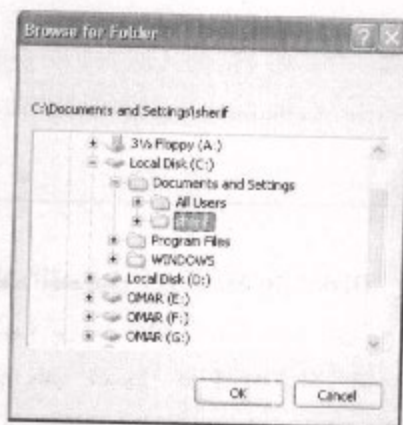 Browse for Folder
C:\Documents and Settings\sherif
3½ Floppy (A:)
Local Disk (C:)
Documents and Settings
All Users
sherif
Program Files
WINDOWS
Local Disk (D:)
OMAR (E:)
OMAR (F:)
OMAR (G:)
OK
Cancel